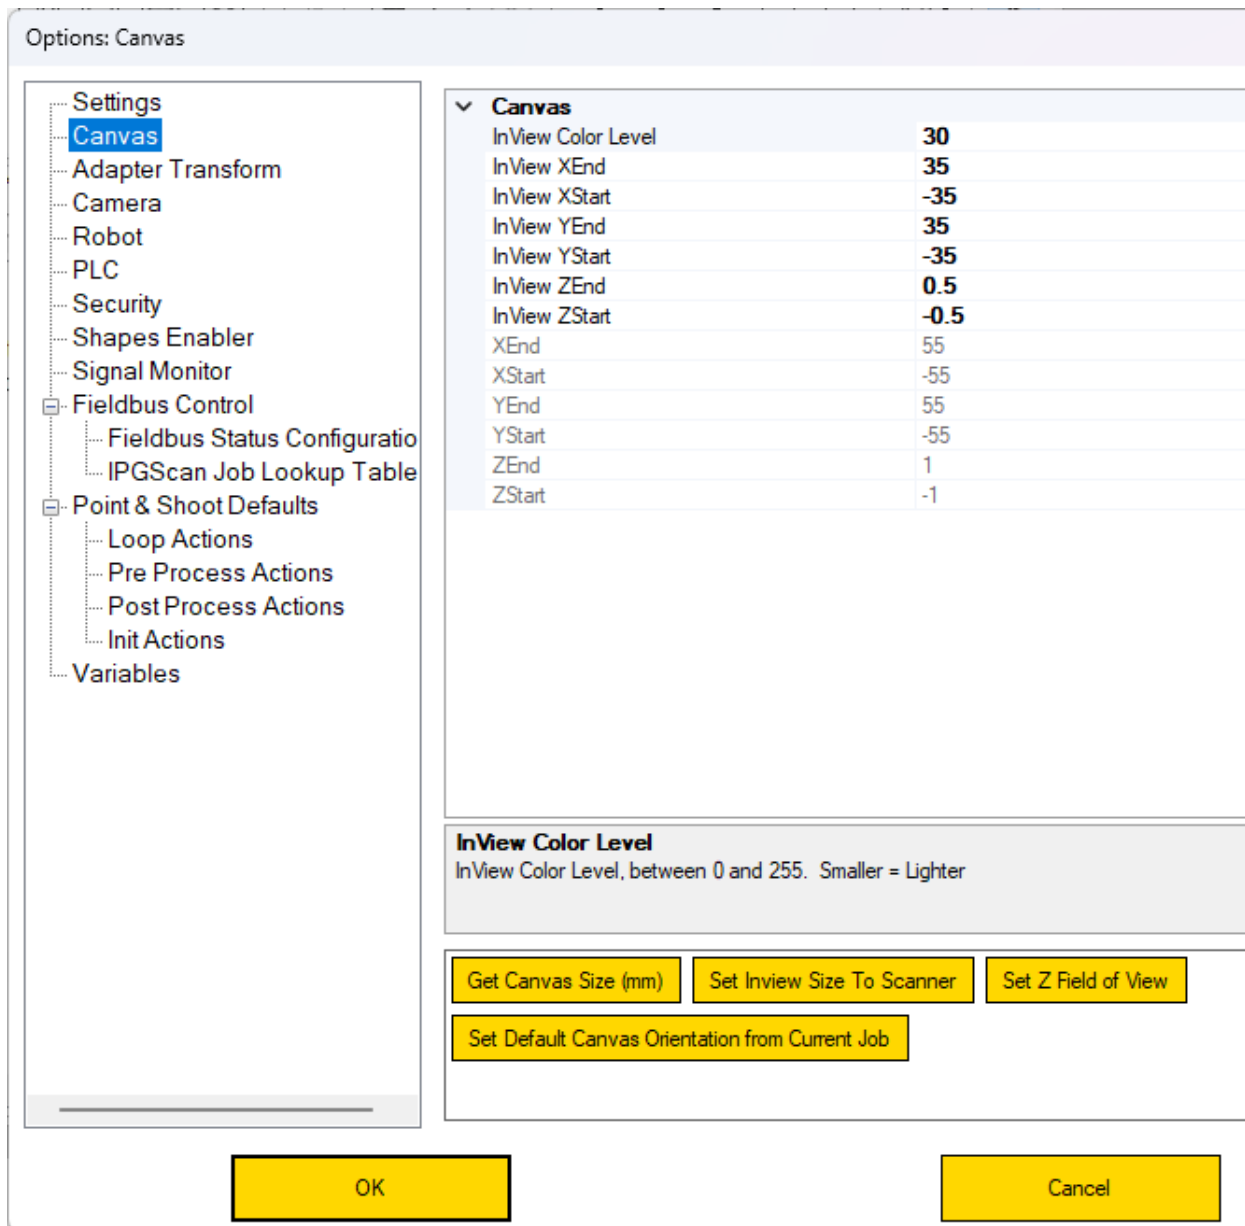 Options: Canvas
Settings
Canvas
Adapter Transform
Camera
Robot
PLC
Security
Shapes Enabler
Signal Monitor
Fieldbus Control
Fieldbus Status Configuratio
IPGScan Job Lookup Table
Point & Shoot Defaults
Loop Actions
Pre Process Actions
Post Process Actions
Init Actions
Variables
Canvas
InView Color Level 30
InView XEnd 35
InView XStart -35
InView YEnd 35
InView YStart -35
InView ZEnd 0.5
InView ZStart -0.5
XEnd 55
XStart -55
YEnd 55
YStart -55
ZEnd 1
ZStart -1
InView Color Level
InView Color Level, between 0 and 255.  Smaller = Lighter
Get Canvas Size (mm) Set Inview Size To Scanner Set Z Field of View
Set Default Canvas Orientation from Current Job
OK Cancel